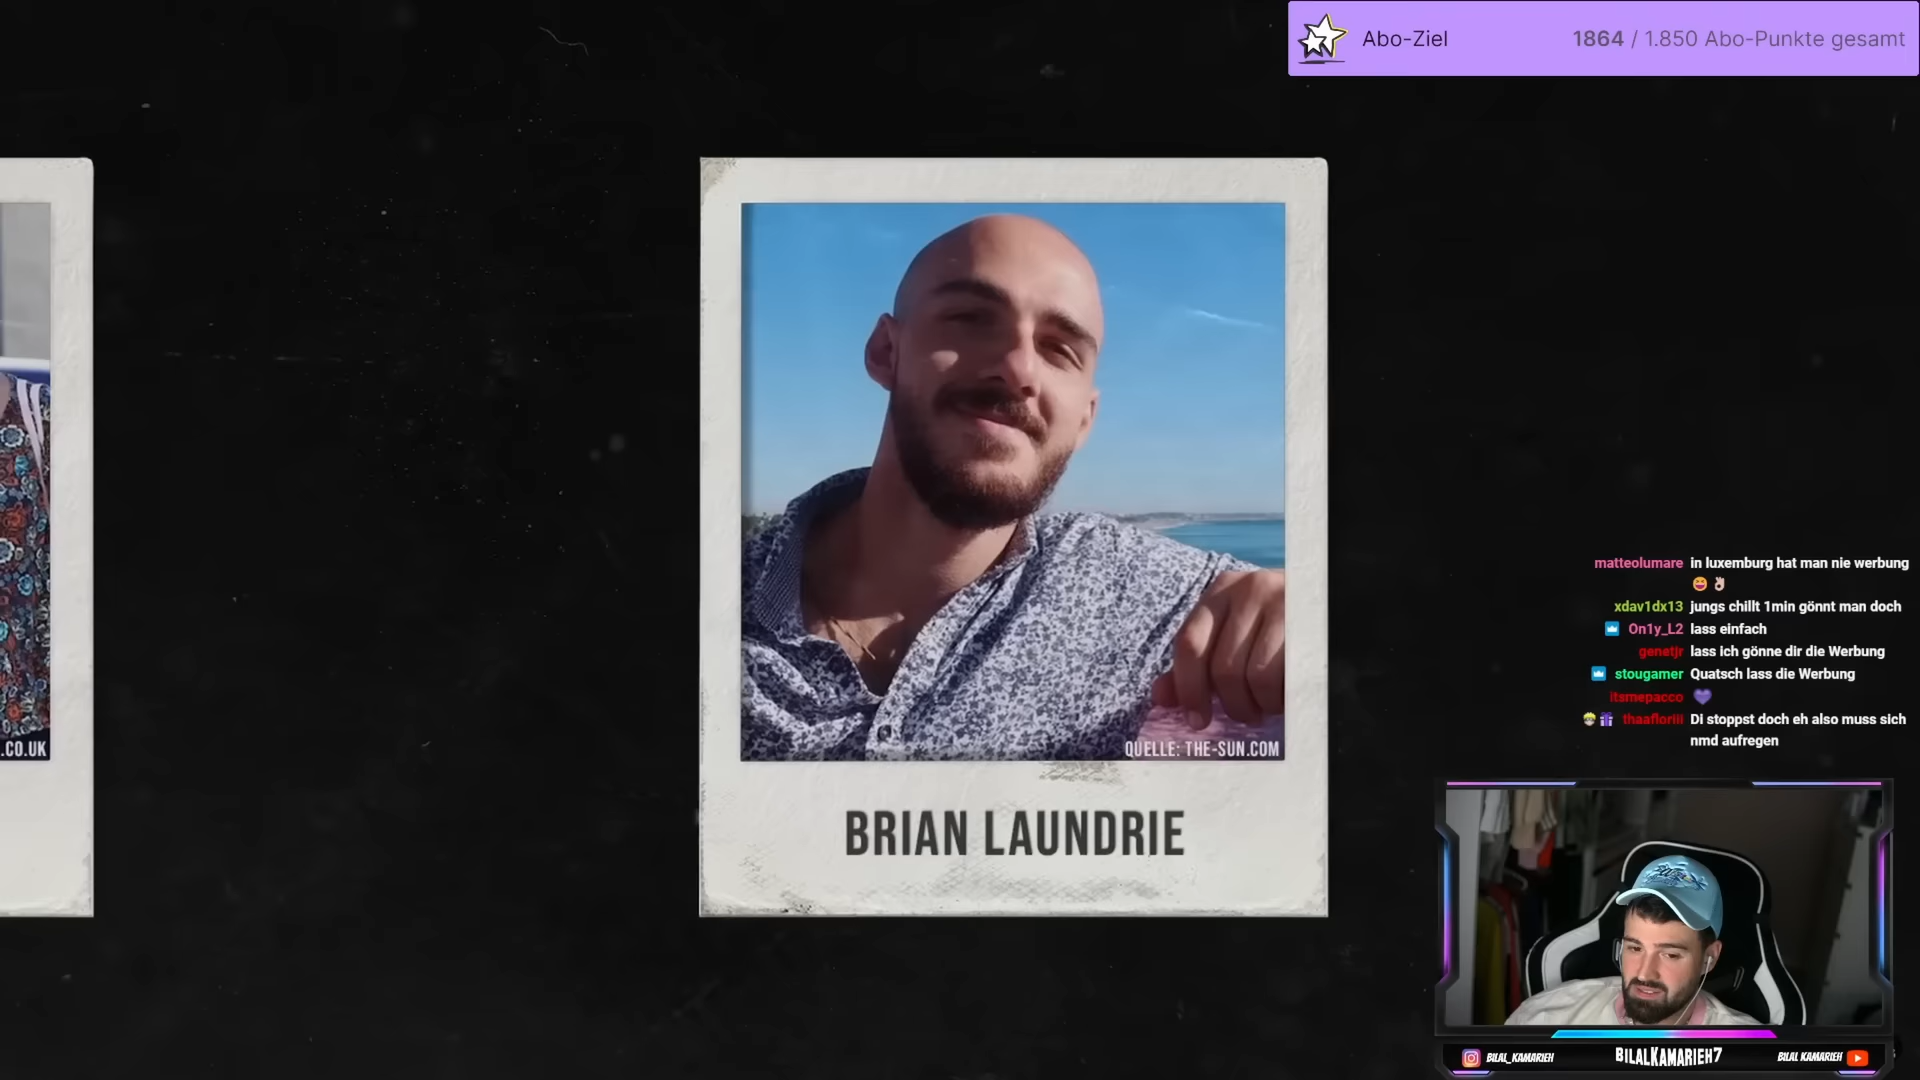 Abo-Ziel
1864 / 1.850 Abo-Punkte gesamt
.CO.UK
QUELLE: THE-SUN.COM
BRIAN LAUNDRIE
matteolumare in luxemburg hat man nie werbung
😄 👌🏼
xdav1dx13 jungs chillt 1min gönnt man doch
On1y_L2 lass einfach
genetjr lass ich gönne dir die Werbung
stougamer Quatsch lass die Werbung
itsmepacco 💜
thaafloriii Di stoppst doch eh also muss sich
nmd aufregen
BILAL_KAMARIEH
BILALKAMARIEH7
BILAL KAMARIEH